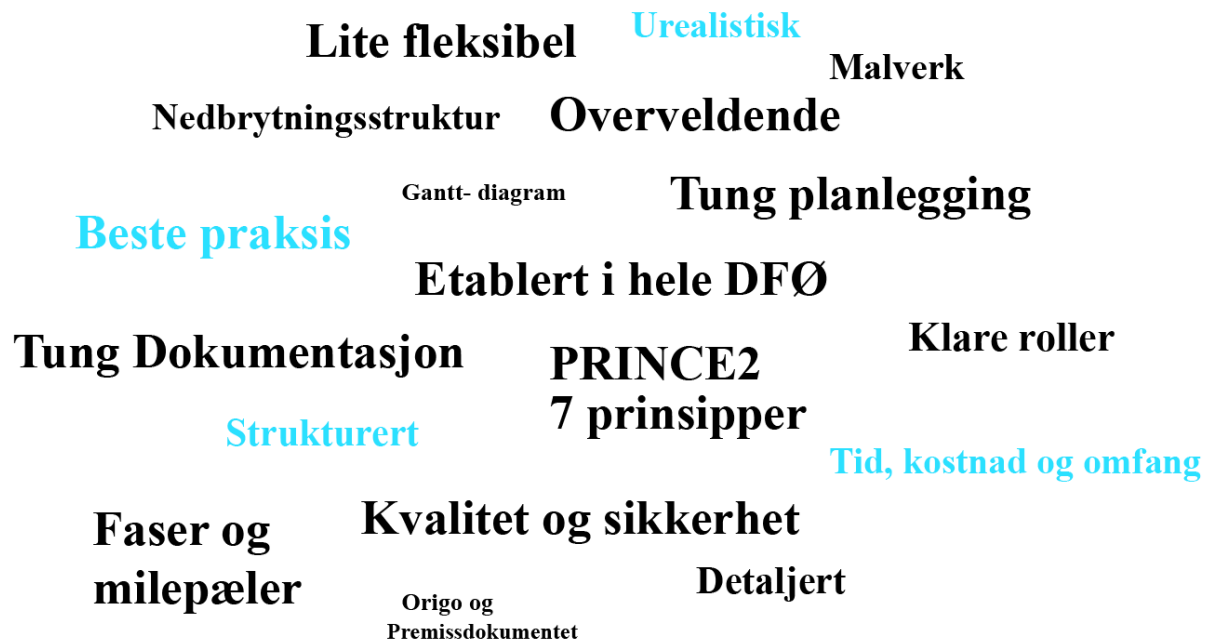 Lite fleksibel
Urealistisk
Malverk
Nedbrytningsstruktur
Overveldende
Gantt- diagram
Tung planlegging
Beste praksis
Etablert i hele DFØ
Tung Dokumentasjon
PRINCE2
7 prinsipper
Klare roller
Strukturert
Tid, kostnad og omfang
Faser og
milepæler
Kvalitet og sikkerhet
Detaljert
Origo og
Premissdokumentet